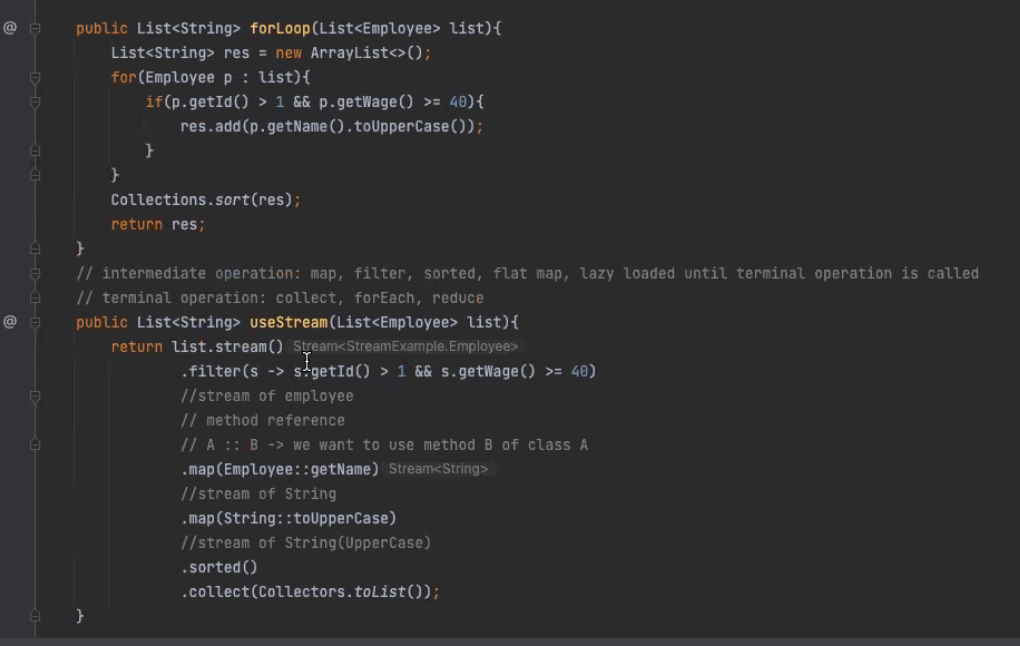 @ public List<String> forLoop(List<Employee> list){
List<String> res = new ArrayList<>();
for(Employee p : list){
if(p.getId() > 1 && p.getWage() >= 40){
res.add(p.getName().toUpperCase());
}
}
Collections.sort(res);
return res;
}
// intermediate operation: map, filter, sorted, flat map, lazy loaded until terminal operation is called
// terminal operation: collect, forEach, reduce
@ public List<String> useStream(List<Employee> list){
return list.stream() Stream<StreamExample.Employee>
.filter(s -> s.getId() > 1 && s.getWage() >= 40)
//stream of employee
// method reference
// A :: B -> we want to use method B of class A
.map(Employee::getName) Stream<String>
//stream of String
.map(String::toUpperCase)
//stream of String(UpperCase)
.sorted()
.collect(Collectors.toList());
}